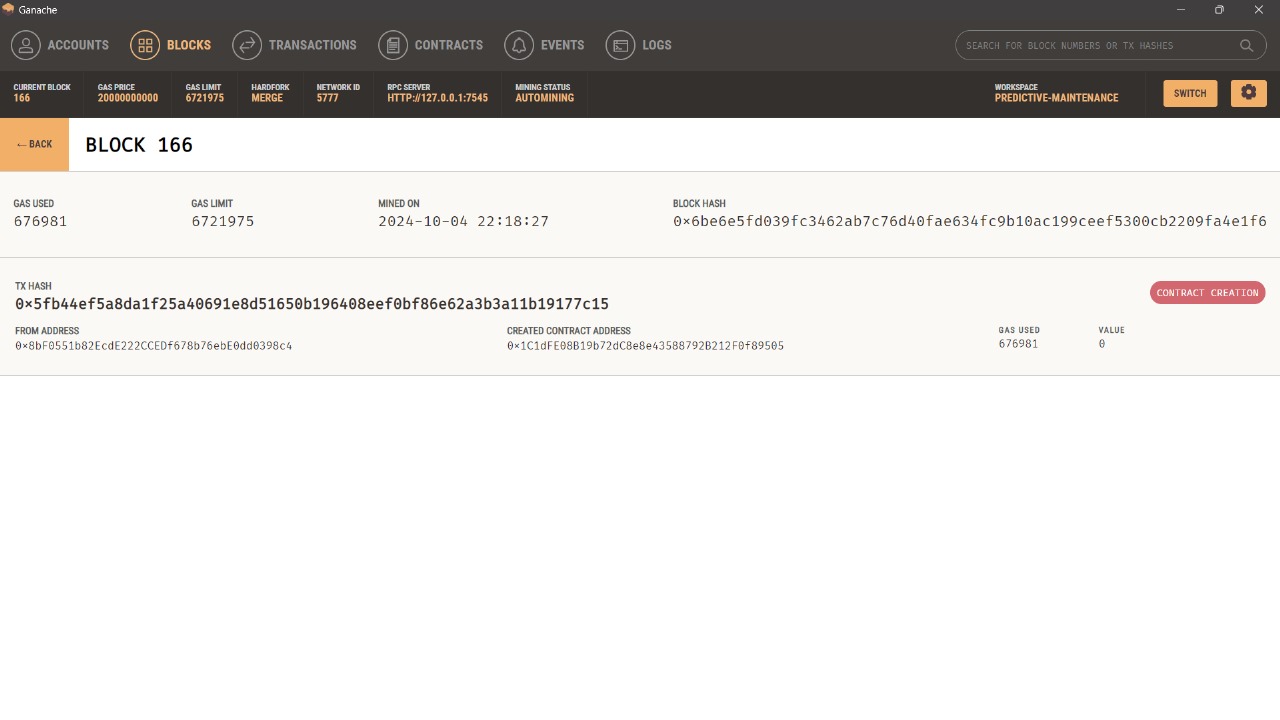 Ganache
ACCOUNTS BLOCKS TRANSACTIONS CONTRACTS EVENTS LOGS SEARCH FOR BLOCK NUMBERS OR TX HASHES
CURRENT BLOCK GAS PRICE GAS LIMIT HARDFORK NETWORK ID RPC SERVER MINING STATUS WORKSPACE
166 20000000000 6721975 MERGE 5777 HTTP://127.0.0.1:7545 AUTOMINING PREDICTIVE-MAINTENANCE SWITCH
← BACK BLOCK 166
GAS USED GAS LIMIT MINED ON BLOCK HASH
676981 6721975 2024-10-04 22:18:27 0×6be6e5fd039fc3462ab7c76d40fae634fc9b10ac199ceef5300cb2209fa4e1f6
TX HASH
0×5fb44ef5a8da1f25a40691e8d51650b196408eef0bf86e62a3b3a11b19177c15 CONTRACT CREATION
FROM ADDRESS CREATED CONTRACT ADDRESS GAS USED VALUE
0×8bF0551b82EcdE222CCEDf678b76ebE0dd0398c4 0×1C1dFE08B19b72dC8e8e43588792B212F0f89505 676981 0